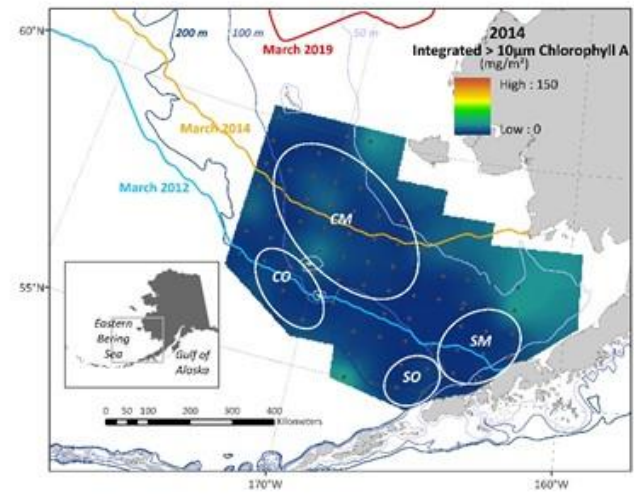 60°N
200 m
100 m
50 m
March 2019
2014
Integrated > 10µm Chlorophyll A
(mg/m²)
High : 150
Low : 0
March 2014
March 2012
CM
CO
55°N
SM
SO
Eastern
Bering
Sea
Gulf of
Alaska
0 50 100 200 300 400
Kilometers
170°W
160°W